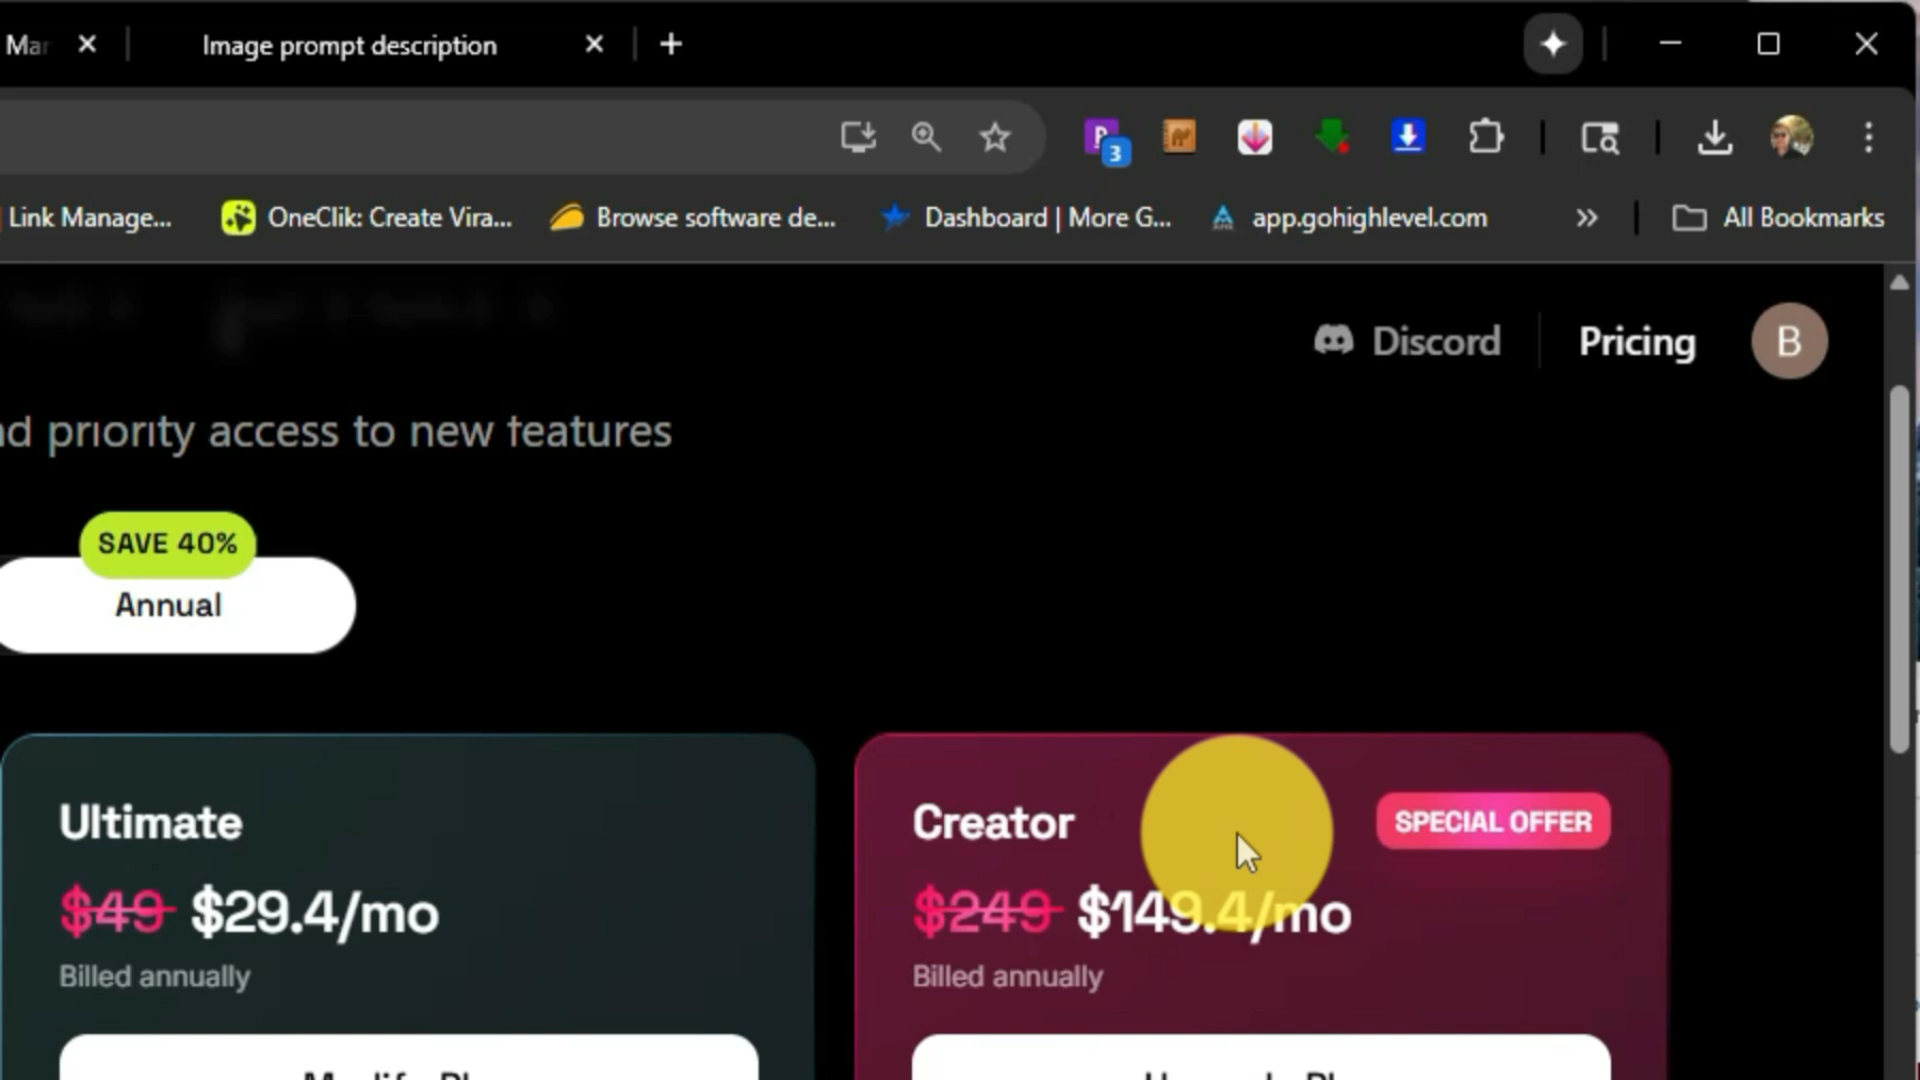 Mar
Image prompt description
3
Link Manage...
OneClik: Create Vira...
Browse software de...
Dashboard | More G...
app.gohighlevel.com
All Bookmarks
Discord
Pricing
B
priority access to new features
SAVE 40%
Annual
Ultimate
$49 $29.4/mo
Billed annually
Creator
SPECIAL OFFER
$249 $149.4/mo
Billed annually